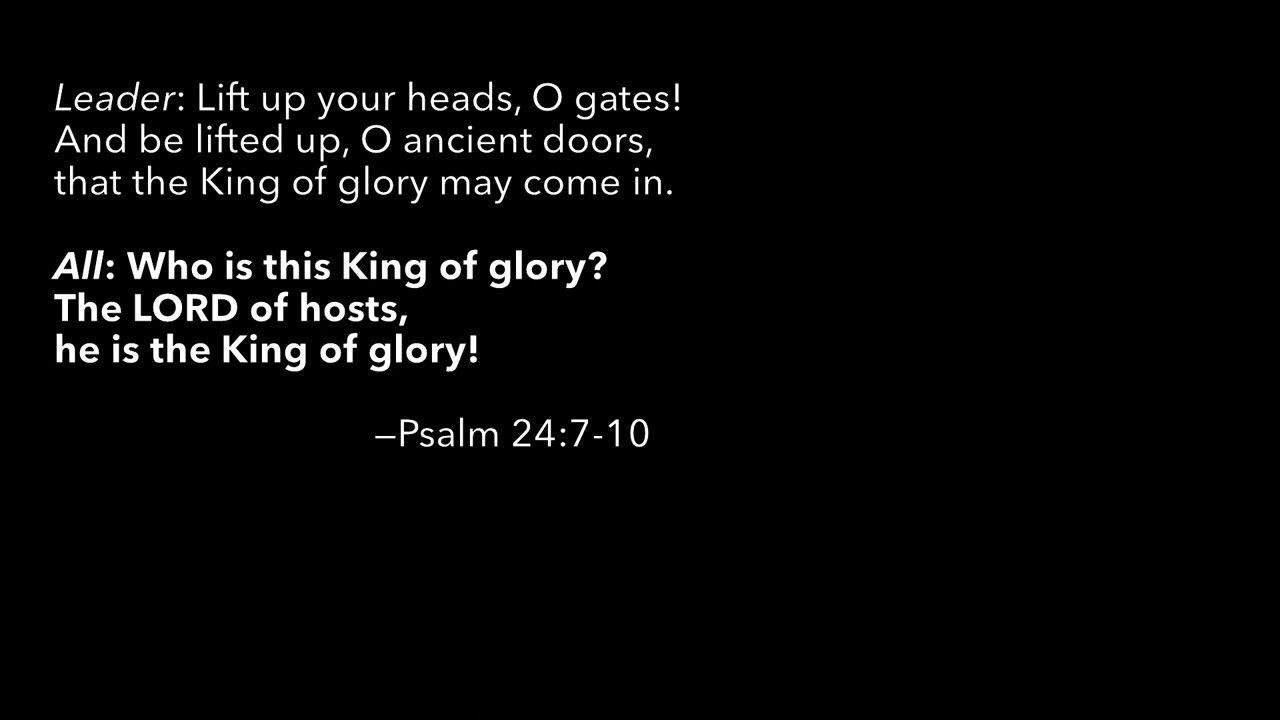 Leader: Lift up your heads, O gates!
And be lifted up, O ancient doors,
that the King of glory may come in.
All: Who is this King of glory?
The LORD of hosts,
he is the King of glory!
—Psalm 24:7-10